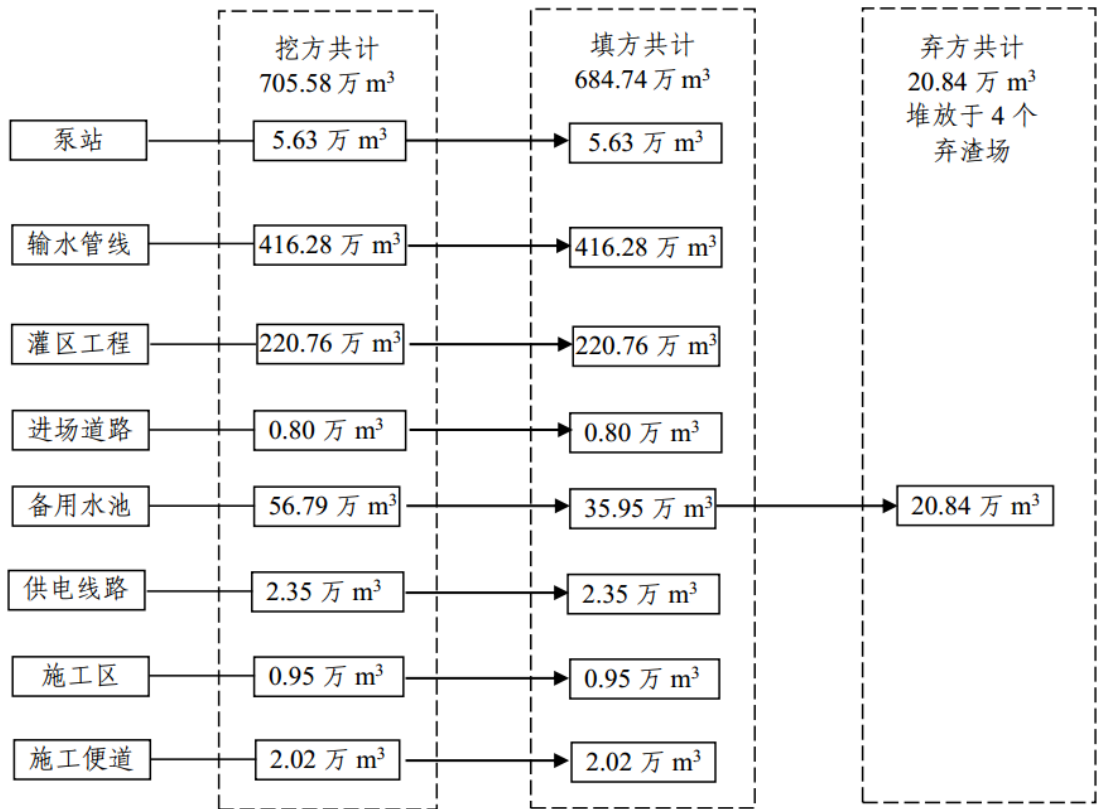 挖方共计
705.58 万 m³
填方共计
684.74 万 m³
弃方共计
20.84 万 m³
堆放于 4 个
弃渣场
泵站
5.63 万 m³
5.63 万 m³
输水管线
416.28 万 m³
416.28 万 m³
灌区工程
220.76 万 m³
220.76 万 m³
进场道路
0.80 万 m³
0.80 万 m³
备用水池
56.79 万 m³
35.95 万 m³
20.84 万 m³
供电线路
2.35 万 m³
2.35 万 m³
施工区
0.95 万 m³
0.95 万 m³
施工便道
2.02 万 m³
2.02 万 m³